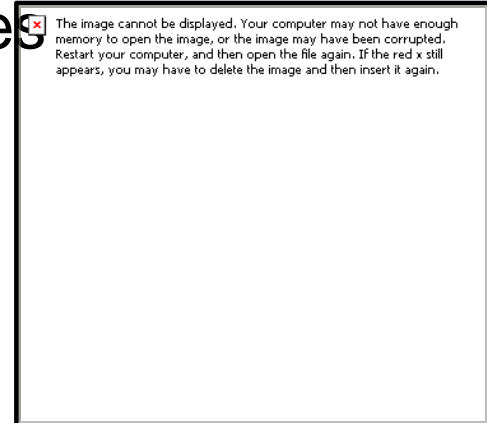 es
The image cannot be displayed. Your computer may not have enough
memory to open the image, or the image may have been corrupted.
Restart your computer, and then open the file again. If the red x still
appears, you may have to delete the image and then insert it again.